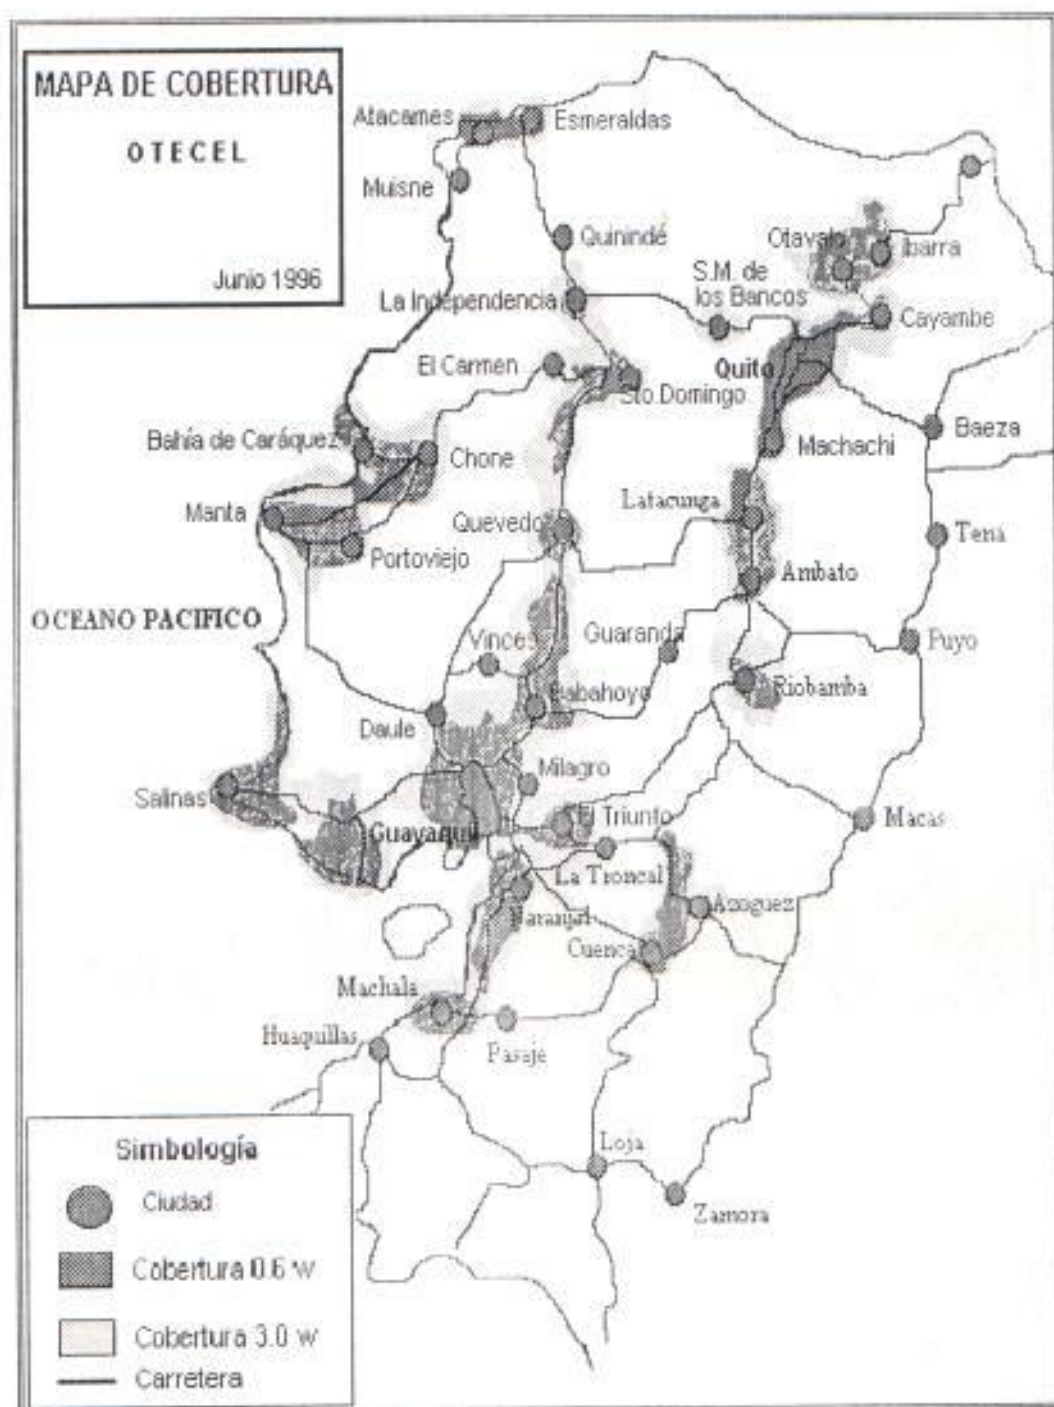 MAPA DE COBERTURA
OTECEL
Junio 1996
Atacames
Esmeraldas
Muisne
Quinindé
Otavalo
Ibarra
S.M. de
los Bancos
La Independencia
Cayambe
El Carmen
Quito
Sto Domingo
Bahía de Caráquez
Chone
Machachi
Baeza
Manta
Latacunga
Quevedo
Tena
Portoviejo
Ambato
OCEANO PACIFICO
Vinces
Guaranda
Puyo
Riobamba
Babahoyo
Daule
Milagro
Salinas
Guayaquil
El Triunfo
Macas
La Troncal
Azoguez
Naranjal
Cuenca
Machala
Huaquillas
Pasaje
Loja
Zamora
Simbología
Ciudad
Cobertura 0.6 w
Cobertura 3.0 w
Carretera